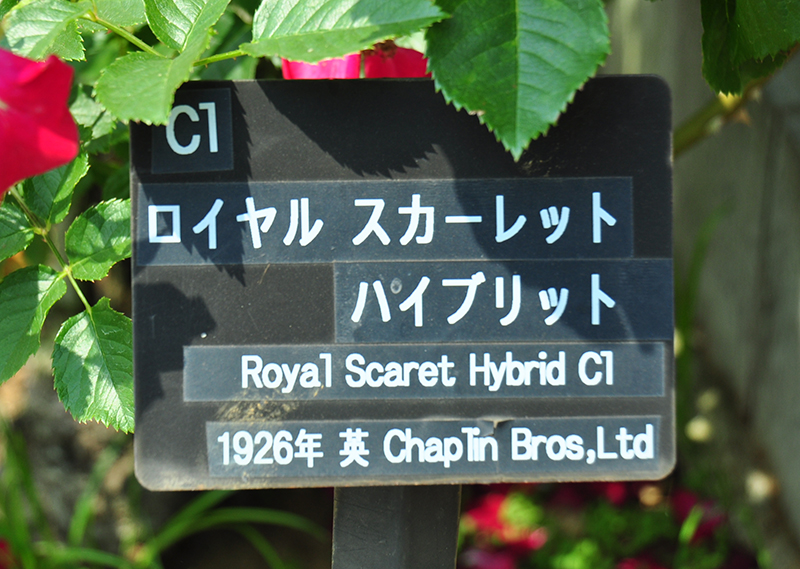 Cl
ロイヤル スカーレット
ハイブリット
Royal Scaret Hybrid Cl
1926年 英 Chaplin Bros,Ltd